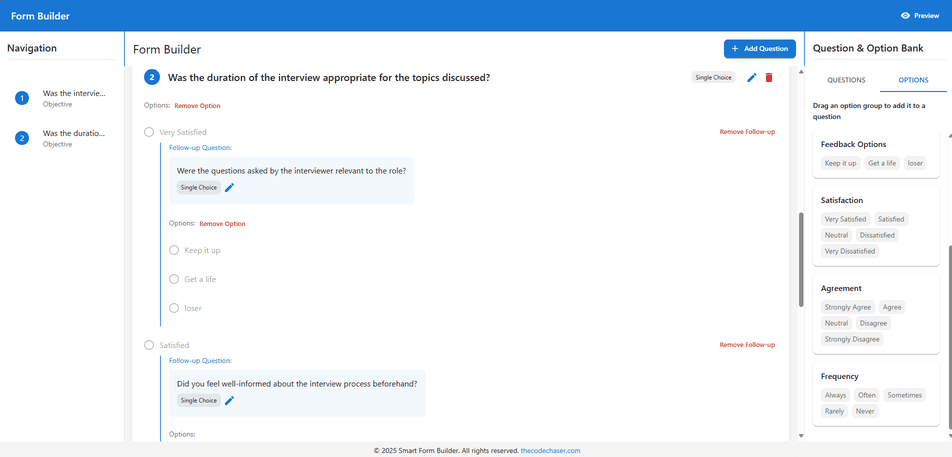 Form Builder
Preview
Navigation
1
Was the intervie...
Objective
2
Was the duratio...
Objective
Form Builder
+ Add Question
2 Was the duration of the interview appropriate for the topics discussed?
Single Choice
Options: Remove Option
Very Satisfied
Remove Follow-up
Follow-up Question:
Were the questions asked by the interviewer relevant to the role?
Single Choice
Options: Remove Option
Keep it up
Get a life
loser
Satisfied
Remove Follow-up
Follow-up Question:
Did you feel well-informed about the interview process beforehand?
Single Choice
Options:
Question & Option Bank
QUESTIONS OPTIONS
Drag an option group to add it to a
question
Feedback Options
Keep it up Get a life loser
Satisfaction
Very Satisfied Satisfied
Neutral Dissatisfied
Very Dissatisfied
Agreement
Strongly Agree Agree
Neutral Disagree
Strongly Disagree
Frequency
Always Often Sometimes
Rarely Never
© 2025 Smart Form Builder. All rights reserved. thecodechaser.com